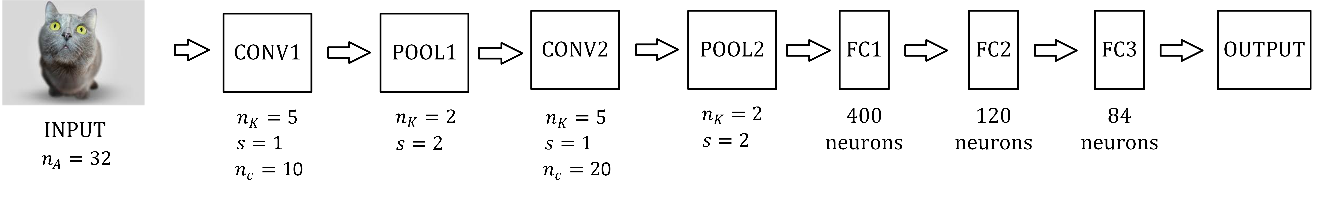 INPUT
n_A = 32
CONV1
n_K = 5
s = 1
n_c = 10
POOL1
n_K = 2
s = 2
CONV2
n_K = 5
s = 1
n_c = 20
POOL2
n_K = 2
s = 2
FC1
400
neurons
FC2
120
neurons
FC3
84
neurons
OUTPUT